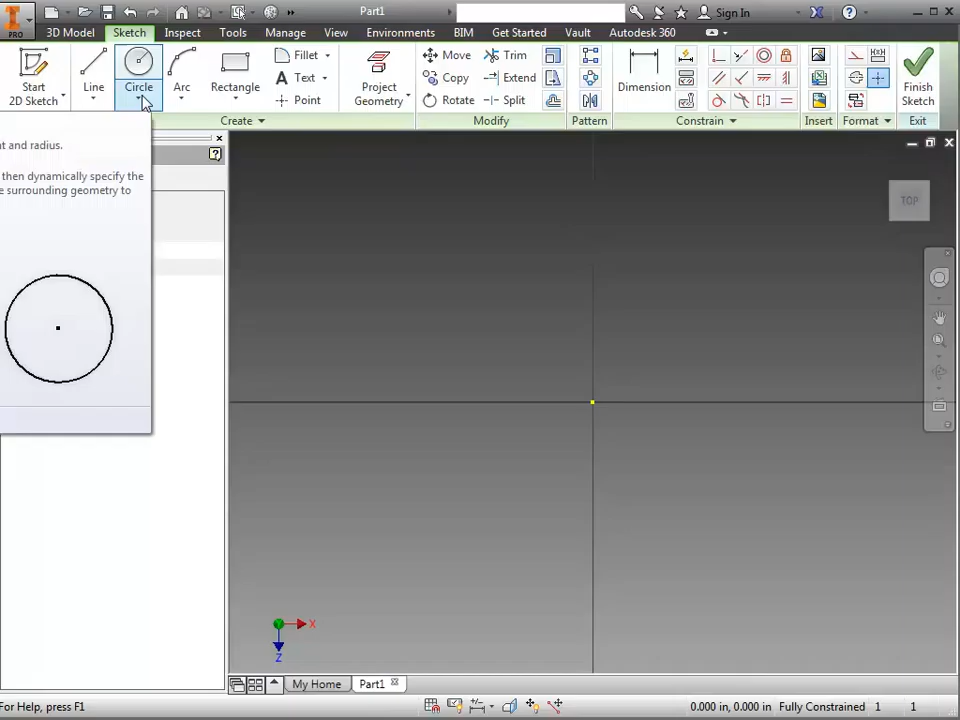 PRO
Part1
Sign In
3D Model Sketch Inspect Tools Manage View Environments BIM Get Started Vault Autodesk 360
Start
2D Sketch
Line
Circle
Arc
Rectangle
Fillet
Text
Point
Project
Geometry
Move
Copy
Rotate
Trim
Extend
Split
Dimension
Finish
Sketch
Create
Modify
Pattern
Constrain
Insert
Format
Exit
nt and radius.
then dynamically specify the
e surrounding geometry to
TOP
X
Z
My Home
Part1
For Help, press F1
0.000 in, 0.000 in Fully Constrained 1 1